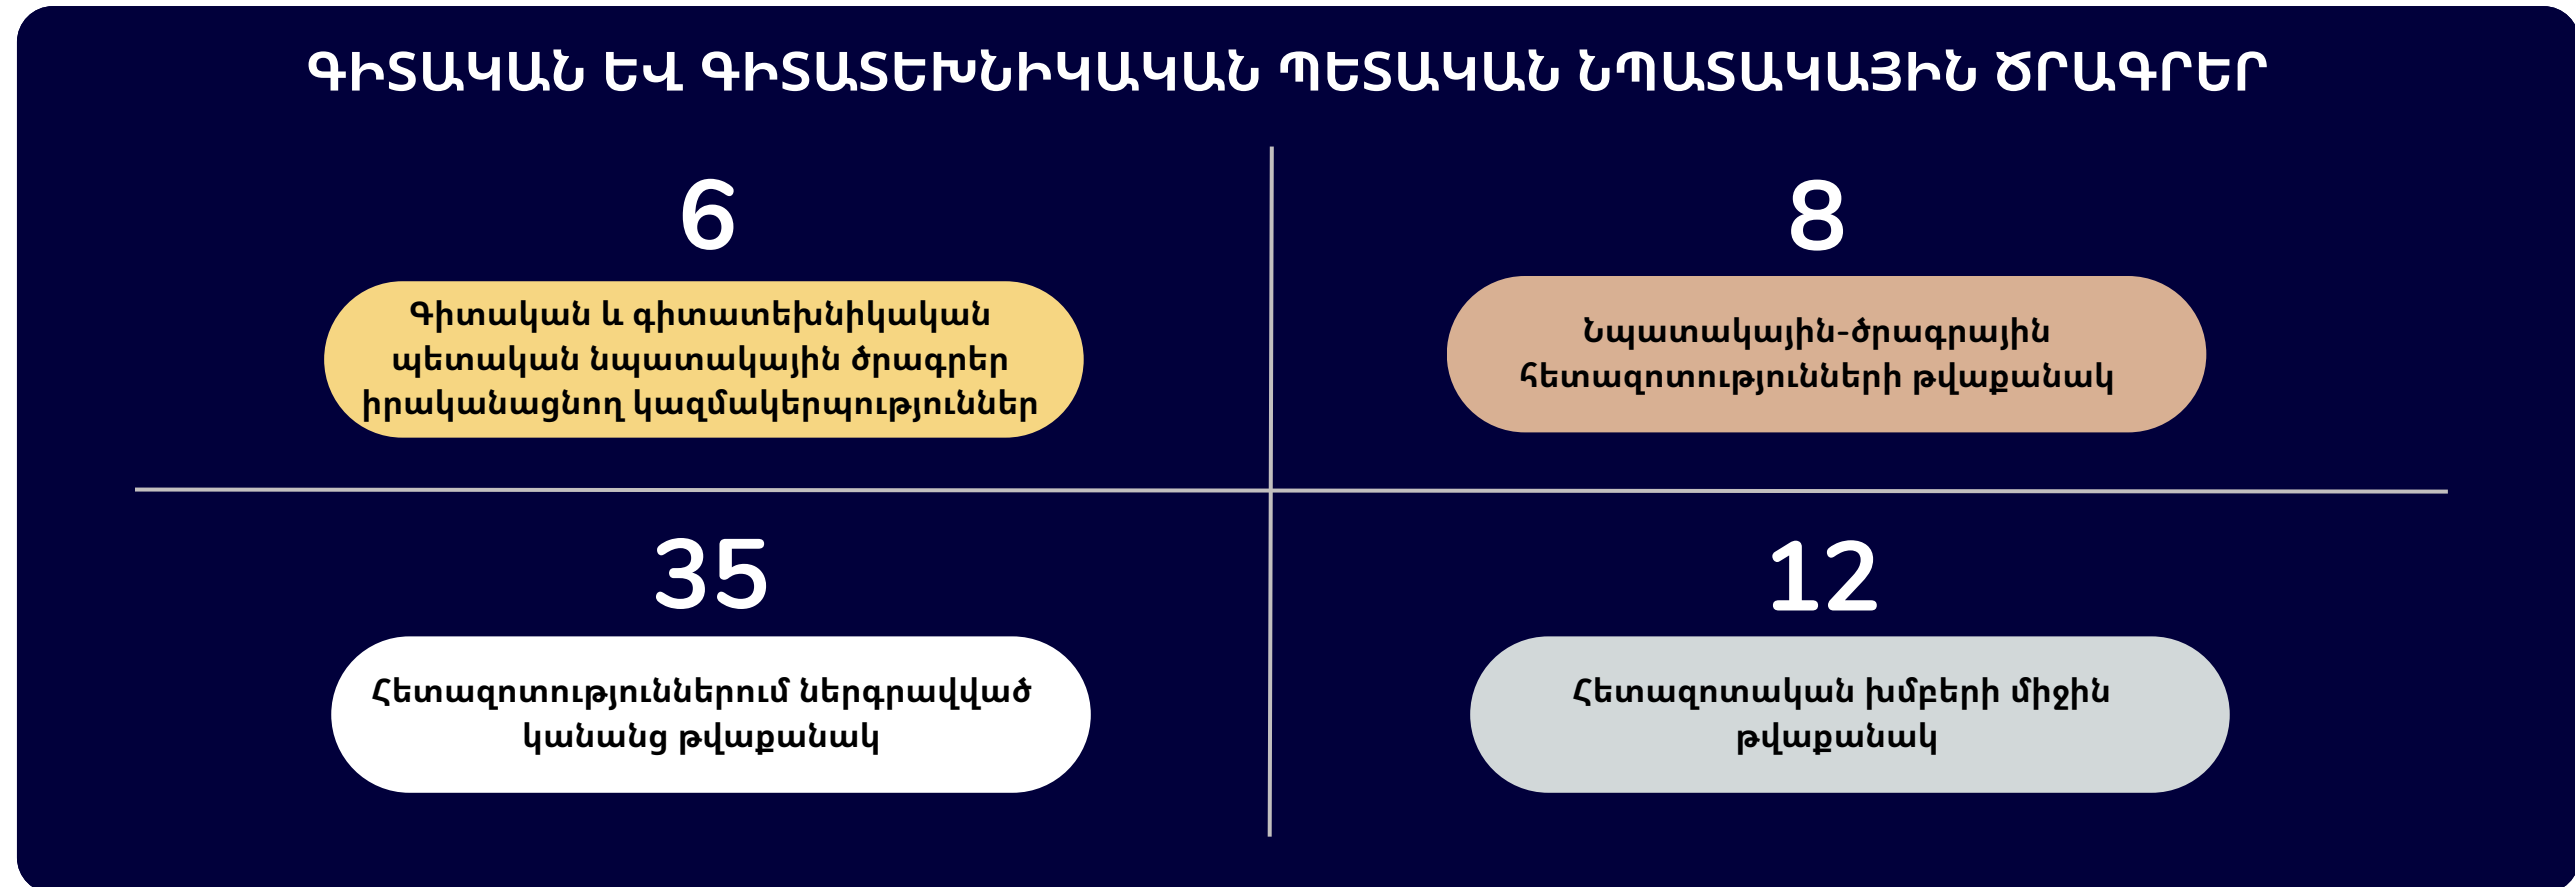 ԳԻՏԱԿԱՆ ԵՎ ԳԻՏԱՏԵԽՆԻԿԱԿԱՆ ՊԵՏԱԿԱՆ ՆՊԱՏԱԿԱՅԻՆ ԾՐԱԳՐԵՐ
6
Գիտական և գիտատեխնիկական
պետական նպատակային ծրագրեր
իրականացնող կազմակերպություններ
8
Նպատակային-ծրագրային
հետազոտությունների թվաքանակ
35
Հետազոտություններում ներգրավված
կանանց թվաքանակ
12
Հետազոտական խմբերի միջին
թվաքանակ